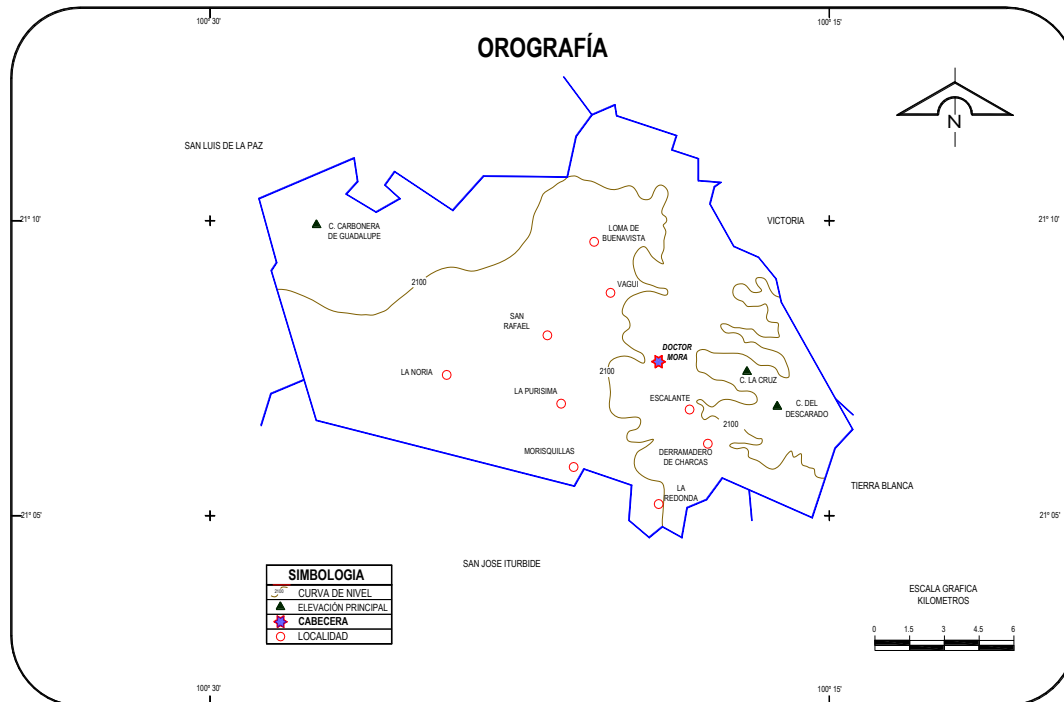 100° 30'
100° 15'
OROGRAFÍA
N
SAN LUIS DE LA PAZ
21° 10'
C. CARBONERA
DE GUADALUPE
LOMA DE
BUENAVISTA
VICTORIA
21° 10'
2100
VAGUI
SAN
RAFAEL
DOCTOR
MORA
LA NORIA
2100
C. LA CRUZ
LA PURISIMA
ESCALANTE
C. DEL
DESCARADO
2100
MORISQUILLAS
DERRAMADERO
DE CHARCAS
LA
REDONDA
TIERRA BLANCA
21° 05'
21° 05'
SAN JOSE ITURBIDE
SIMBOLOGIA
2100 CURVA DE NIVEL
ELEVACIÓN PRINCIPAL
CABECERA
LOCALIDAD
ESCALA GRAFICA
KILOMETROS
0 1.5 3 4.5 6
100° 30'
100° 15'